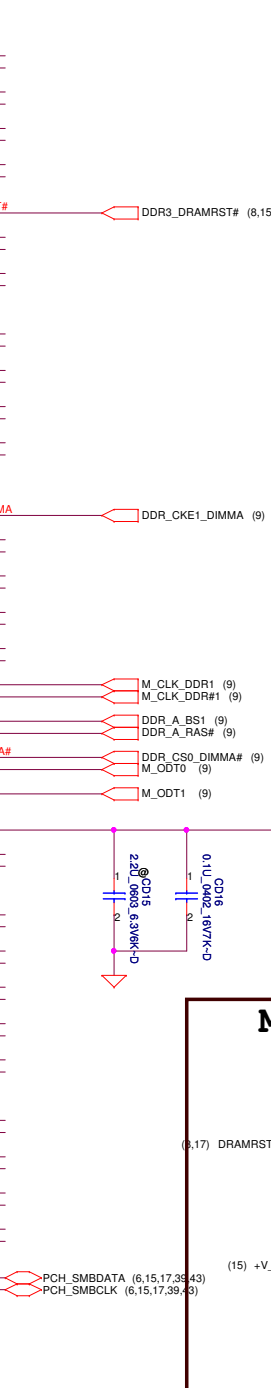 #
DDR3_DRAMRST# (8,15
MA
DDR_CKE1_DIMMA (9)
M_CLK_DDR1 (9)
M_CLK_DDR#1 (9)
DDR_A_BS1 (9)
DDR_A_RAS# (9)
A#
DDR_CS0_DIMMA# (9)
M_ODT0 (9)
M_ODT1 (9)
1
2
@
CD15
2.2U_0603_6.3V6K~D
1
2
CD16
0.1U_0402_16V7K~D
M
(8,17) DRAMRST
(15) +V_
PCH_SMBDATA (6,15,17,39,43)
PCH_SMBCLK (6,15,17,39,43)